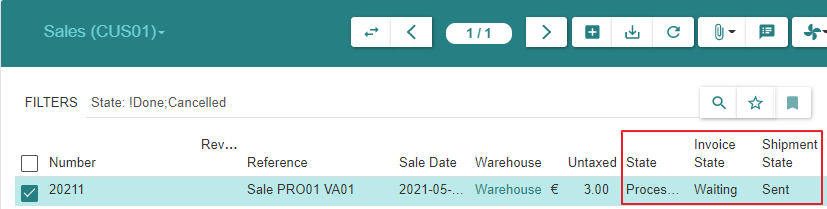 Sales (CUS01)
1 / 1
FILTERS State: !Done;Cancelled
Number Rev... Reference Sale Date Warehouse Untaxed State Invoice State Shipment State
20211 Sale PRO01 VA01 2021-05-... Warehouse € 3.00 Proces... Waiting Sent